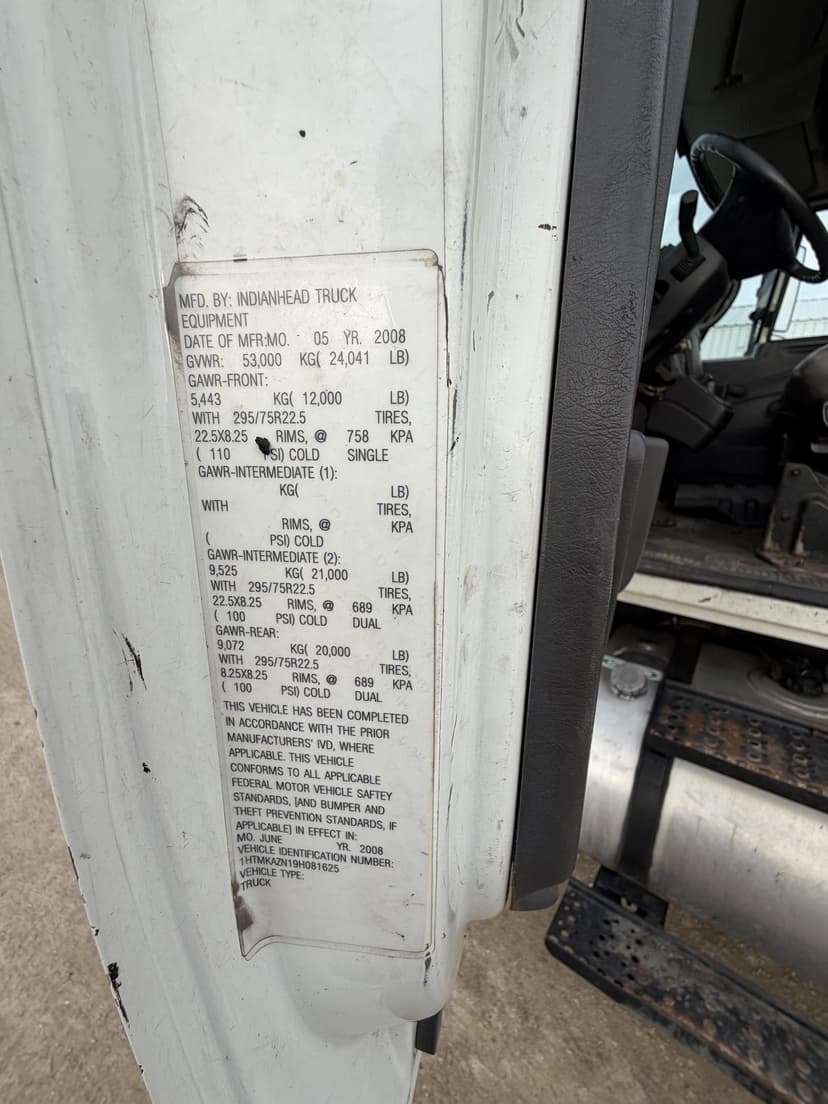 MFD. BY: INDIANHEAD TRUCK
EQUIPMENT
DATE OF MFR:MO. 05 YR. 2008
GVWR: 53,000 KG( 24,041 LB)
GAWR-FRONT:
5,443 KG( 12,000 LB)
WITH 295/75R22.5 TIRES,
22.5X8.25 RIMS, @ 758 KPA
( 110 SI) COLD SINGLE
GAWR-INTERMEDIATE (1):
KG( LB)
WITH TIRES,
RIMS, @ KPA
( PSI) COLD
GAWR-INTERMEDIATE (2):
9,525 KG( 21,000 LB)
WITH 295/75R22.5 TIRES,
22.5X8.25 RIMS, @ 689 KPA
( 100 PSI) COLD DUAL
GAWR-REAR:
9,072 KG( 20,000 LB)
WITH 295/75R22.5 TIRES,
8.25X8.25 RIMS, @ 689 KPA
( 100 PSI) COLD DUAL
THIS VEHICLE HAS BEEN COMPLETED
IN ACCORDANCE WITH THE PRIOR
MANUFACTURERS' IVD, WHERE
APPLICABLE. THIS VEHICLE
CONFORMS TO ALL APPLICABLE
FEDERAL MOTOR VEHICLE SAFTEY
STANDARDS, [AND BUMPER AND
THEFT PREVENTION STANDARDS, IF
APPLICABLE] IN EFFECT IN:
MO. JUNE YR. 2008
VEHICLE IDENTIFICATION NUMBER:
1HTMKAZN19H081625
VEHICLE TYPE:
TRUCK